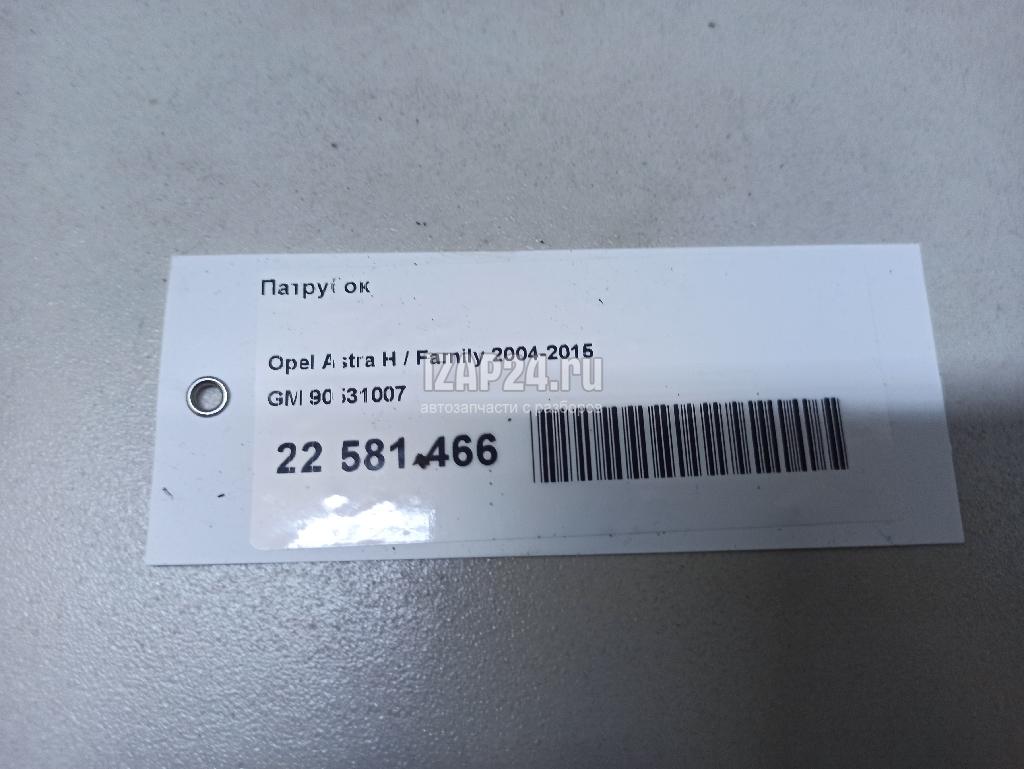 Патрубок
Opel Astra H / Family 2004-2015
IZAP24.ru
GM 90531007
автозапчасти с разборов
22 581 466